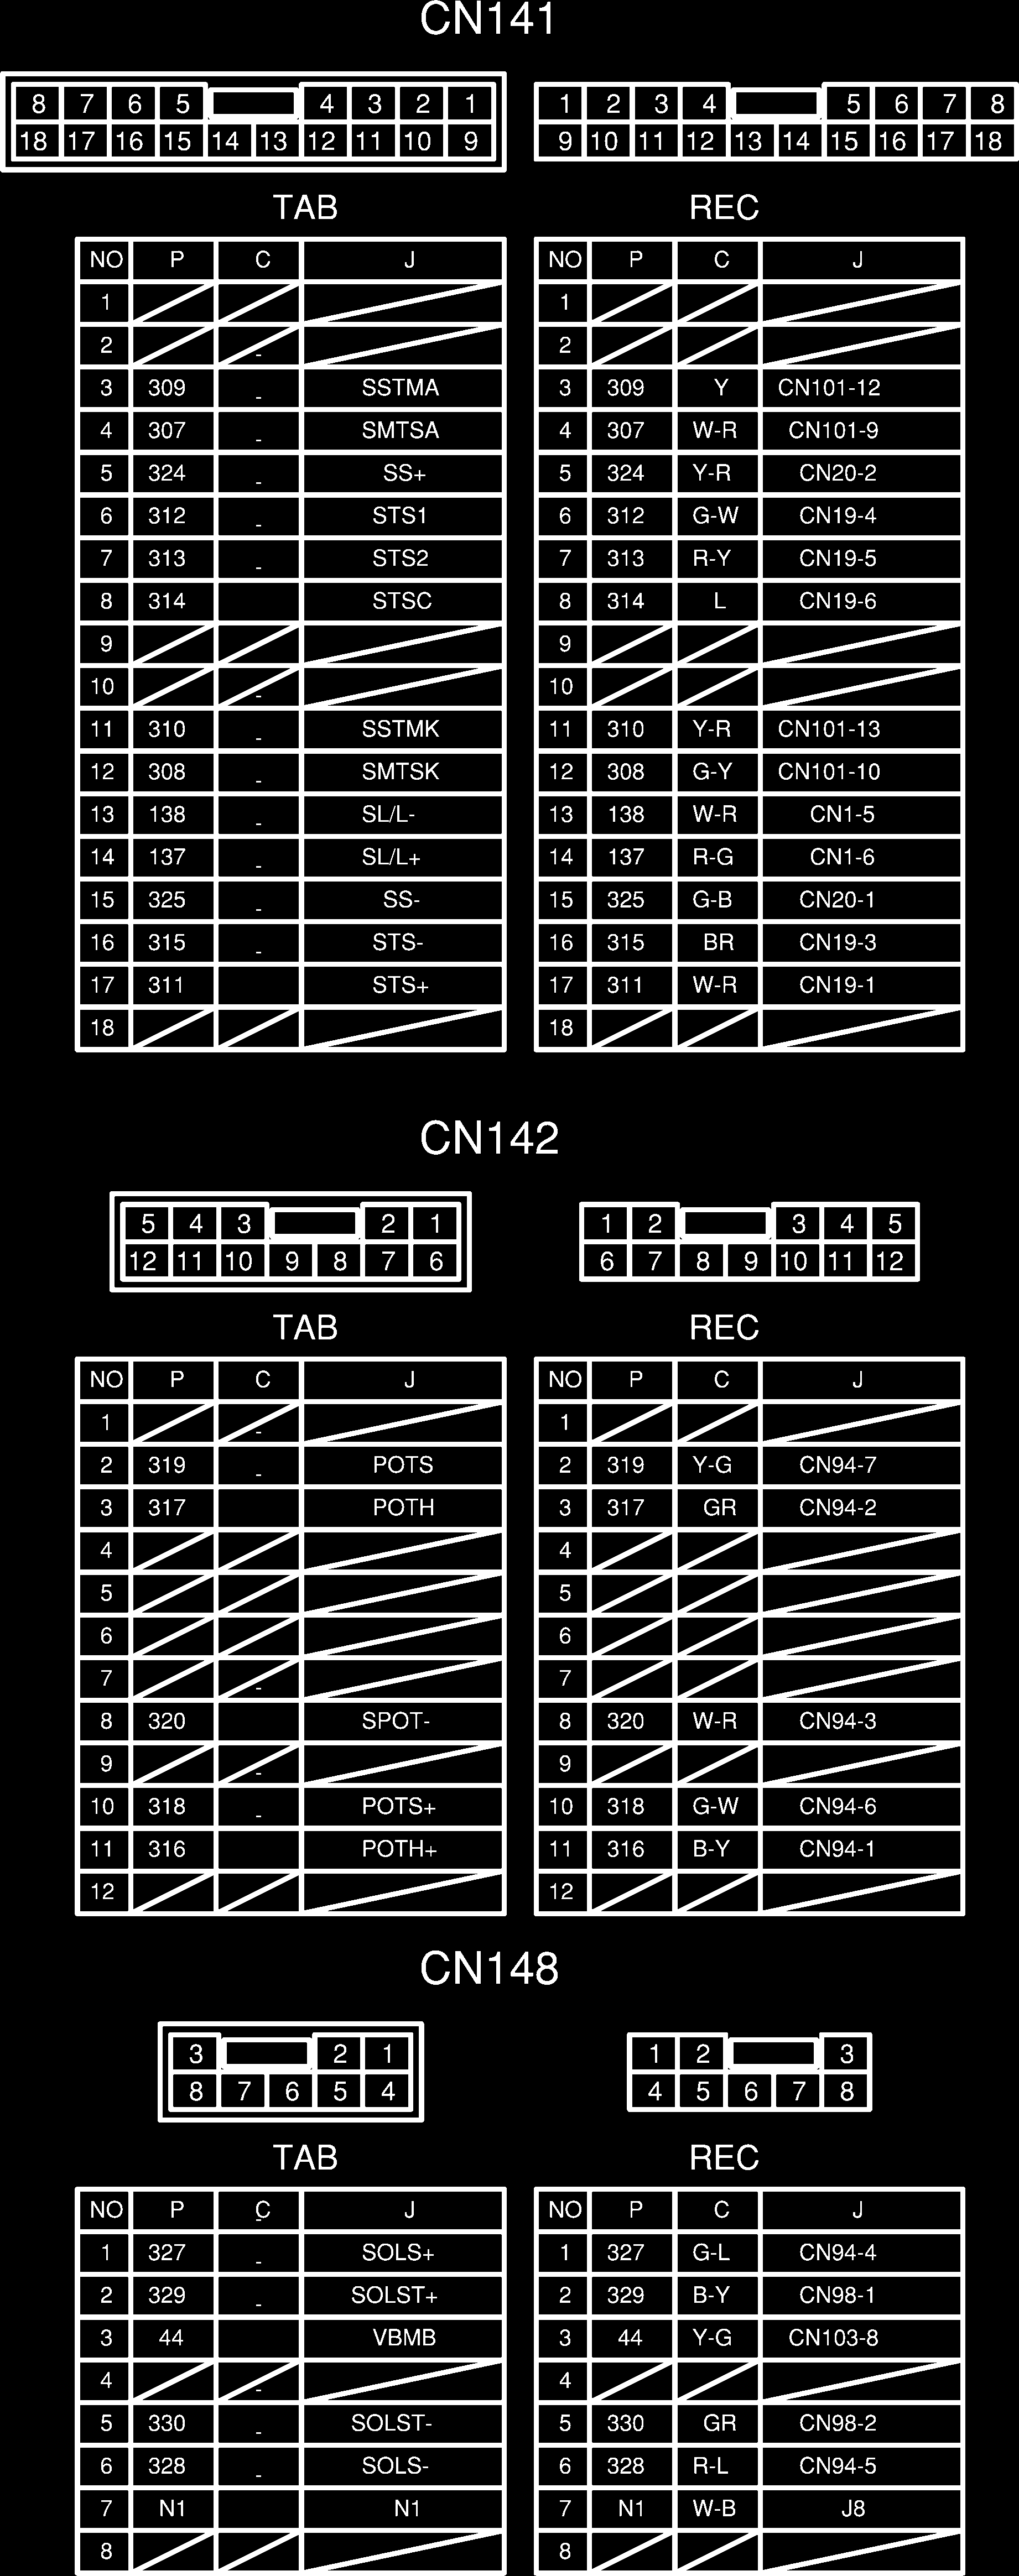 CN141
8 7 6 5 4 3 2 1 1 2 3 4 5 6 7 8
18 17 16 15 14 13 12 11 10 9 9 10 11 12 13 14 15 16 17 18
TAB REC
NO P C J NO P C J
1 1
2 - 2
3 309 - SSTMA 3 309 Y CN101-12
4 307 - SMTSA 4 307 W-R CN101-9
5 324 - SS+ 5 324 Y-R CN20-2
6 312 - STS1 6 312 G-W CN19-4
7 313 - STS2 7 313 R-Y CN19-5
8 314 STSC 8 314 L CN19-6
9 9
10 - 10
11 310 - SSTMK 11 310 Y-R CN101-13
12 308 - SMTSK 12 308 G-Y CN101-10
13 138 - SL/L- 13 138 W-R CN1-5
14 137 - SL/L+ 14 137 R-G CN1-6
15 325 - SS- 15 325 G-B CN20-1
16 315 - STS- 16 315 BR CN19-3
17 311 STS+ 17 311 W-R CN19-1
18 18
CN142
5 4 3 2 1 1 2 3 4 5
12 11 10 9 8 7 6 6 7 8 9 10 11 12
TAB REC
NO P C J NO P C J
1 - 1
2 319 - POTS 2 319 Y-G CN94-7
3 317 POTH 3 317 GR CN94-2
4 4
5 5
6 6
7 - 7
8 320 SPOT- 8 320 W-R CN94-3
9 - 9
10 318 - POTS+ 10 318 G-W CN94-6
11 316 POTH+ 11 316 B-Y CN94-1
12 12
CN148
3 2 1 1 2 3
8 7 6 5 4 4 5 6 7 8
TAB REC
NO P C - J NO P C J
1 327 - SOLS+ 1 327 G-L CN94-4
2 329 - SOLST+ 2 329 B-Y CN98-1
3 44 VBMB 3 44 Y-G CN103-8
4 - 4
5 330 - SOLST- 5 330 GR CN98-2
6 328 - SOLS- 6 328 R-L CN94-5
7 N1 N1 7 N1 W-B J8
8 8